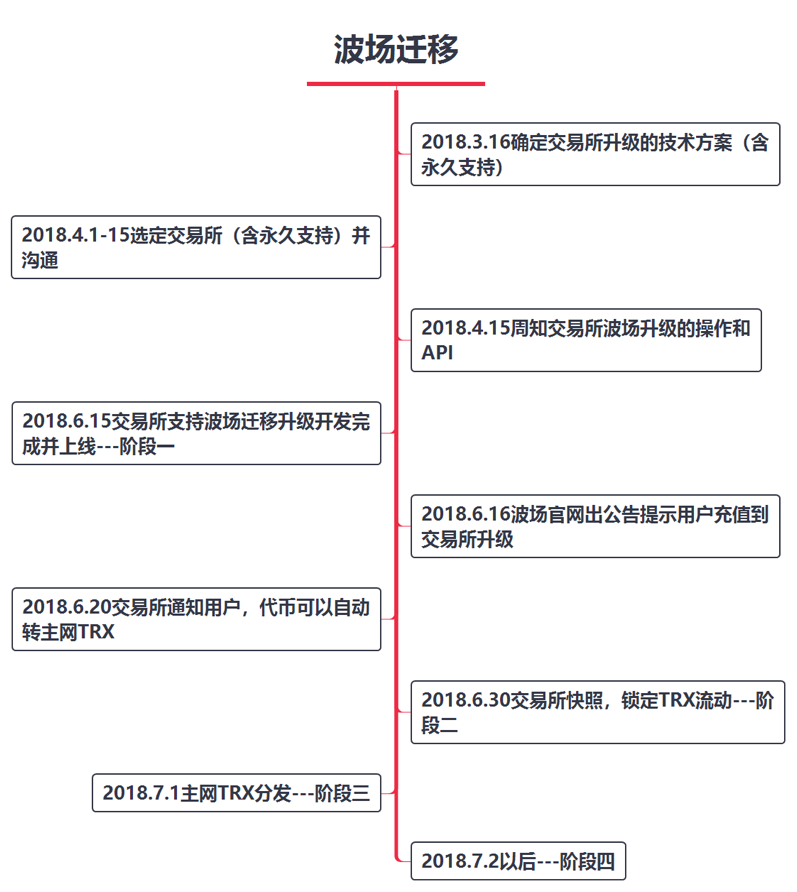 波场迁移
2018.3.16确定交易所升级的技术方案（含
永久支持）
2018.4.1-15选定交易所（含永久支持）并
沟通
2018.4.15周知交易所波场升级的操作和
API
2018.6.15交易所支持波场迁移升级开发完
成并上线---阶段一
2018.6.16波场官网出公告提示用户充值到
交易所升级
2018.6.20交易所通知用户，代币可以自动
转主网TRX
2018.6.30交易所快照，锁定TRX流动---阶
段二
2018.7.1主网TRX分发---阶段三
2018.7.2以后---阶段四